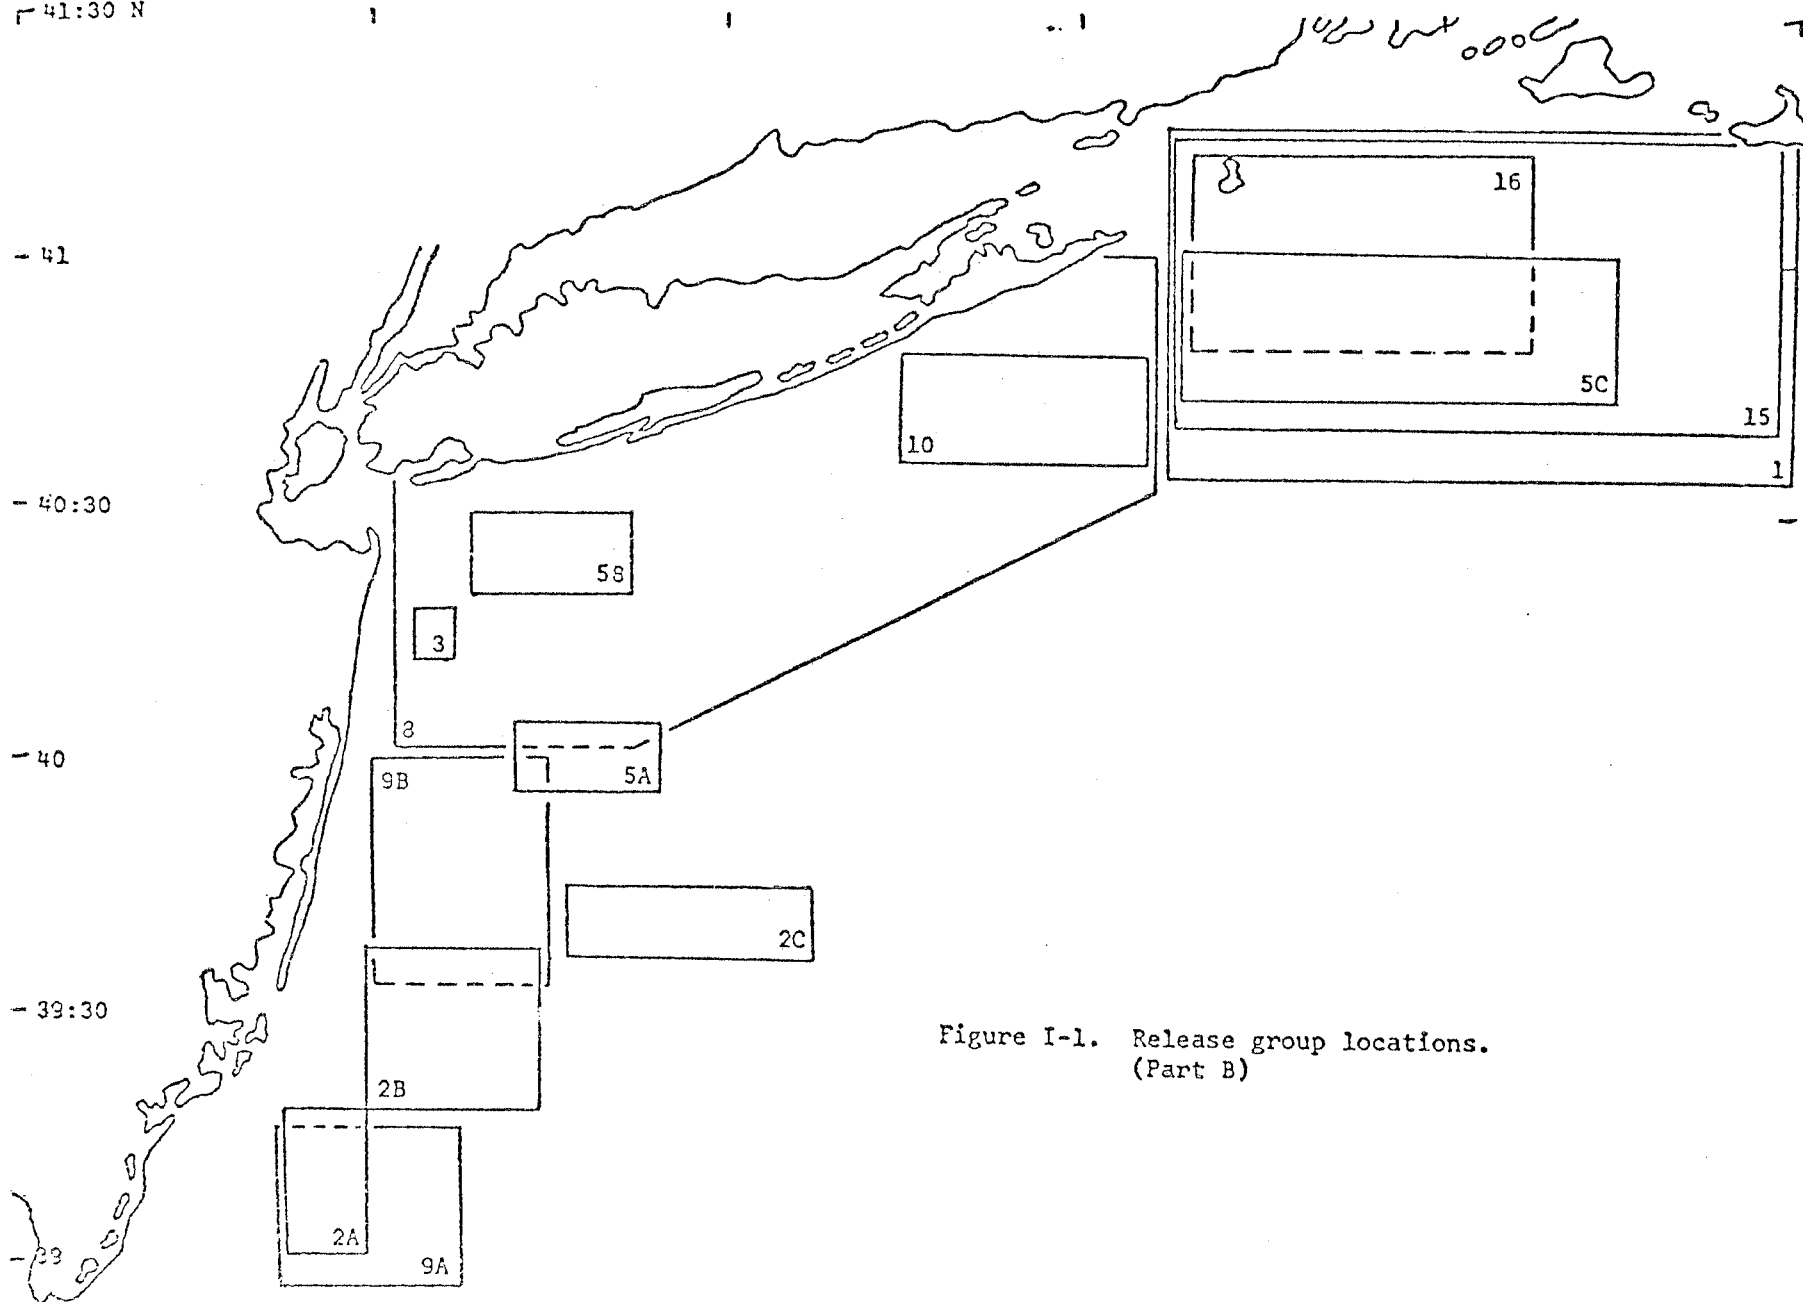 41:30 N
16
41
5C
15
10
1
40:30
58
3
8
40
9B
5A
2C
39:30
Figure I-1. Release group locations.
(Part B)
2B
2A
39
9A